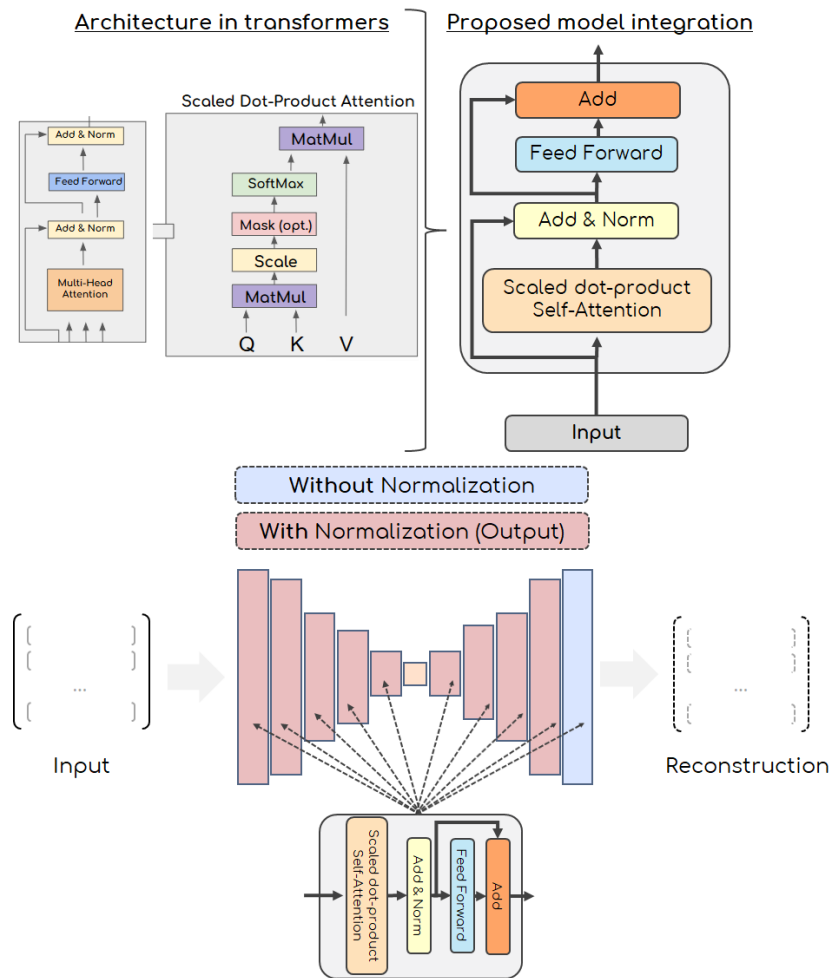 Architecture in transformers
Proposed model integration
Scaled Dot-Product Attention
Add & Norm
Feed Forward
Add & Norm
Multi-Head
Attention
MatMul
SoftMax
Mask (opt.)
Scale
MatMul
Q
K
V
Add
Feed Forward
Add & Norm
Scaled dot-product
Self-Attention
Input
Without Normalization
With Normalization (Output)
...
...
Input
Reconstruction
Scaled dot-product
Self-Attention
Add & Norm
Feed Forward
Add